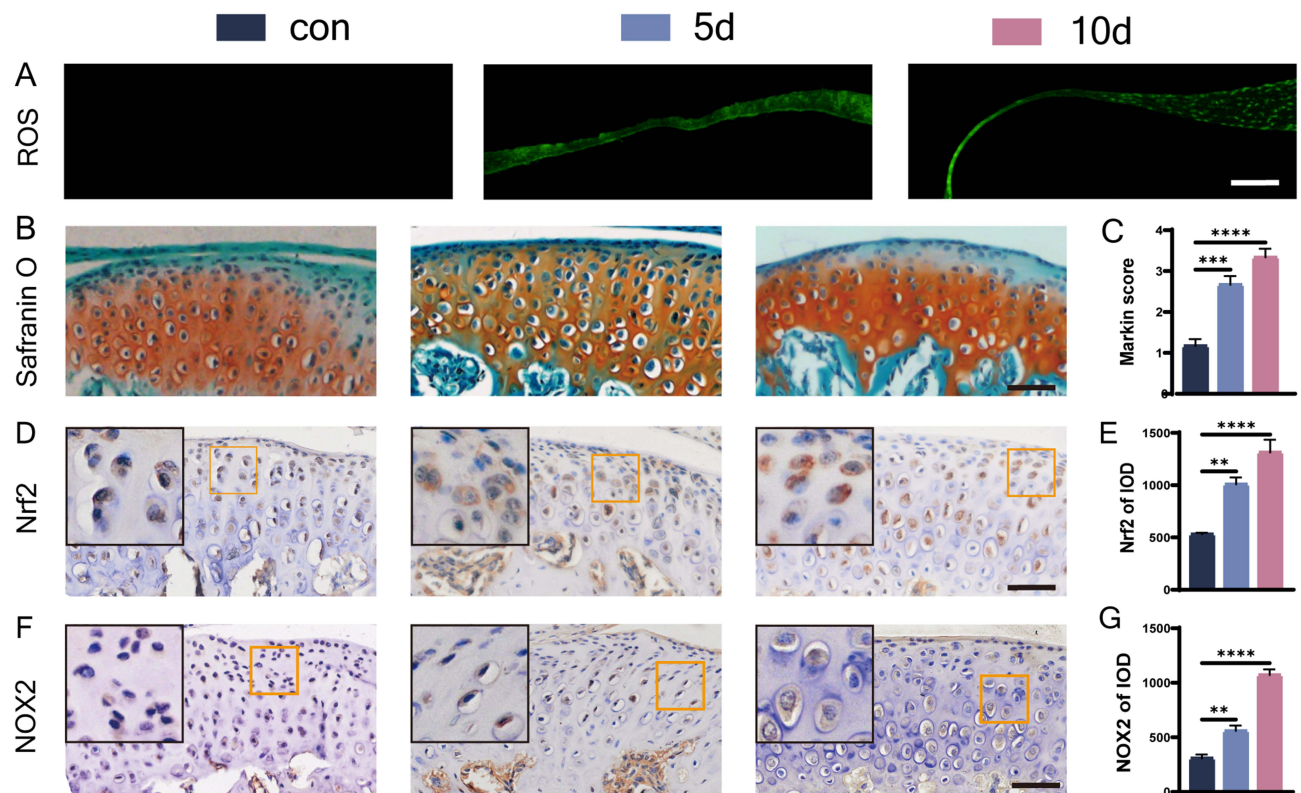 con
5d
10d
A
ROS
B
Safranin O
C
Markin score
4
3
2
1
0
****
***
D
Nrf2
E
Nrf2 of IOD
1500
1000
500
0
****
**
F
NOX2
G
NOX2 of IOD
1500
1000
500
0
****
**